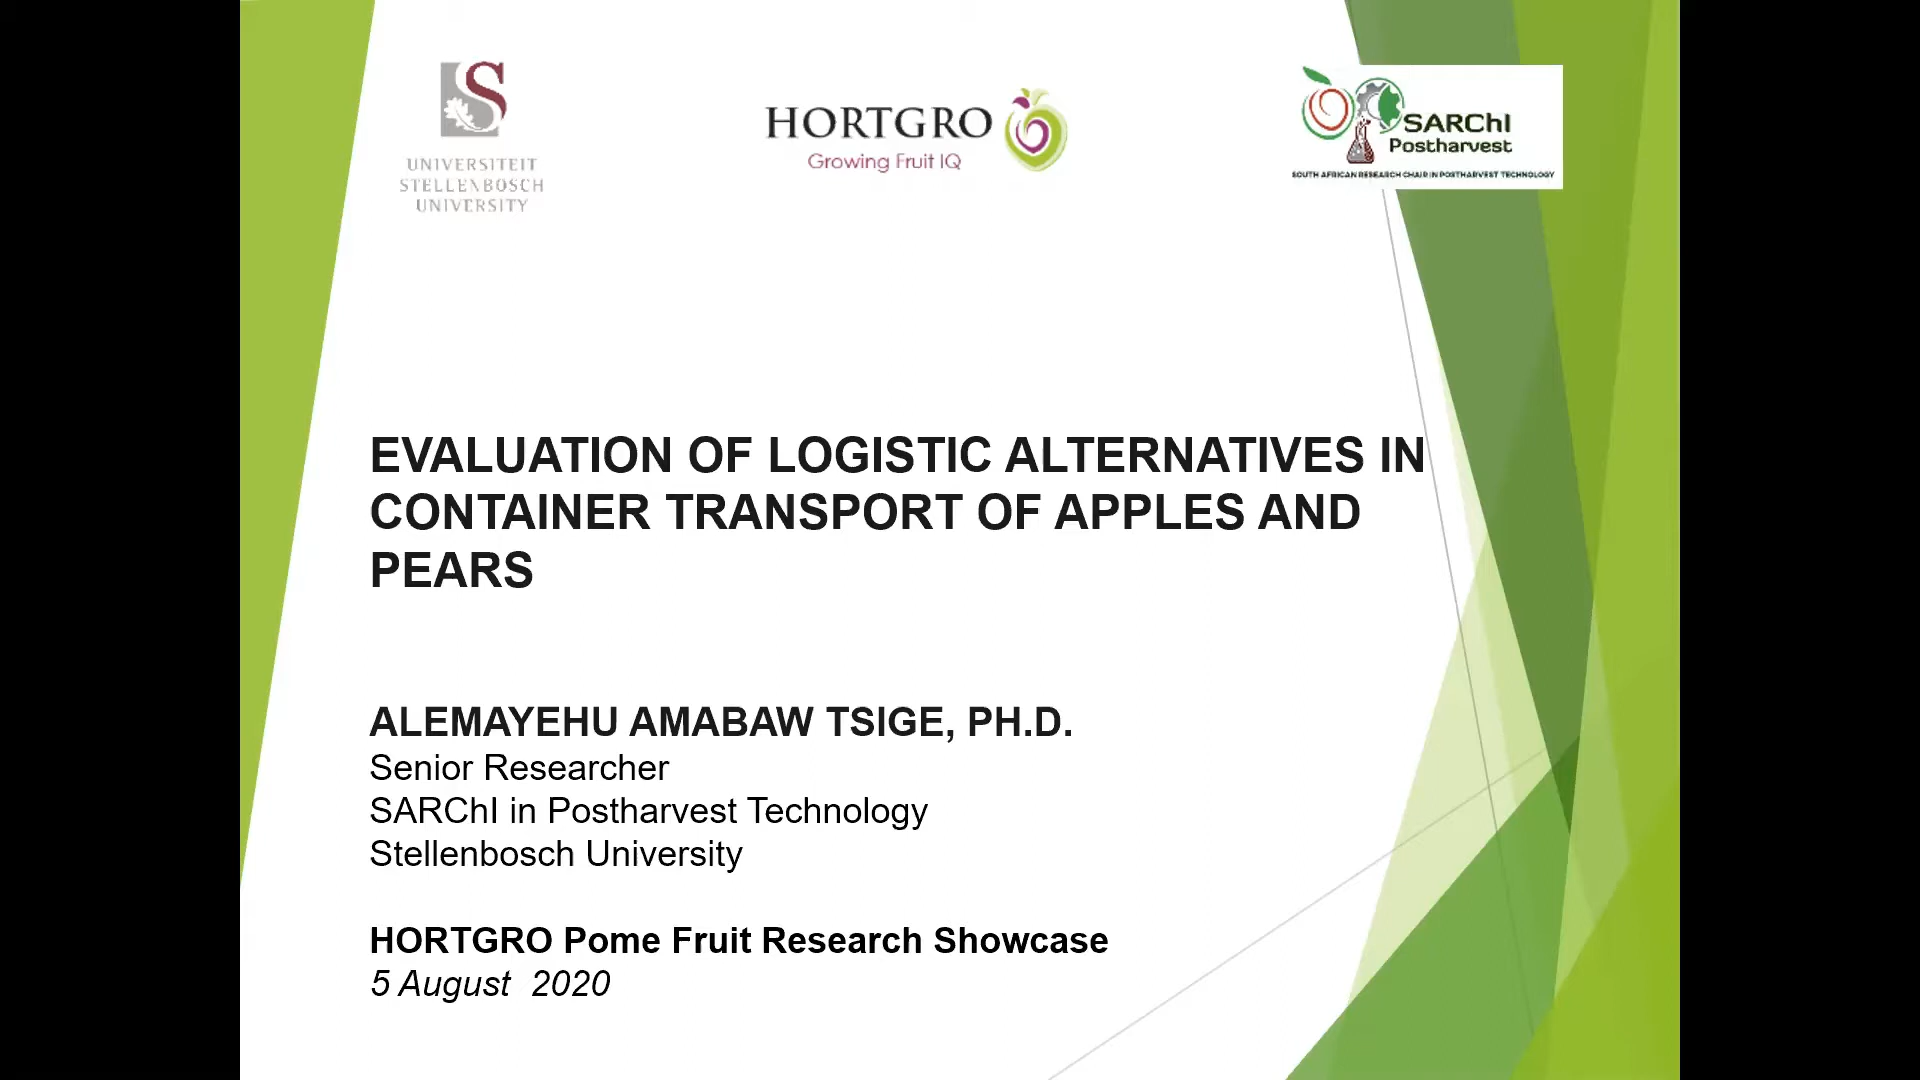 UNIVERSITEIT
STELLENBOSCH
UNIVERSITY
HORTGRO
Growing Fruit IQ
SARChI
Postharvest
SOUTH AFRICAN RESEARCH CHAIR IN POSTHARVEST TECHNOLOGY
EVALUATION OF LOGISTIC ALTERNATIVES IN
CONTAINER TRANSPORT OF APPLES AND
PEARS
ALEMAYEHU AMABAW TSIGE, PH.D.
Senior Researcher
SARChI in Postharvest Technology
Stellenbosch University
HORTGRO Pome Fruit Research Showcase
5 August 2020